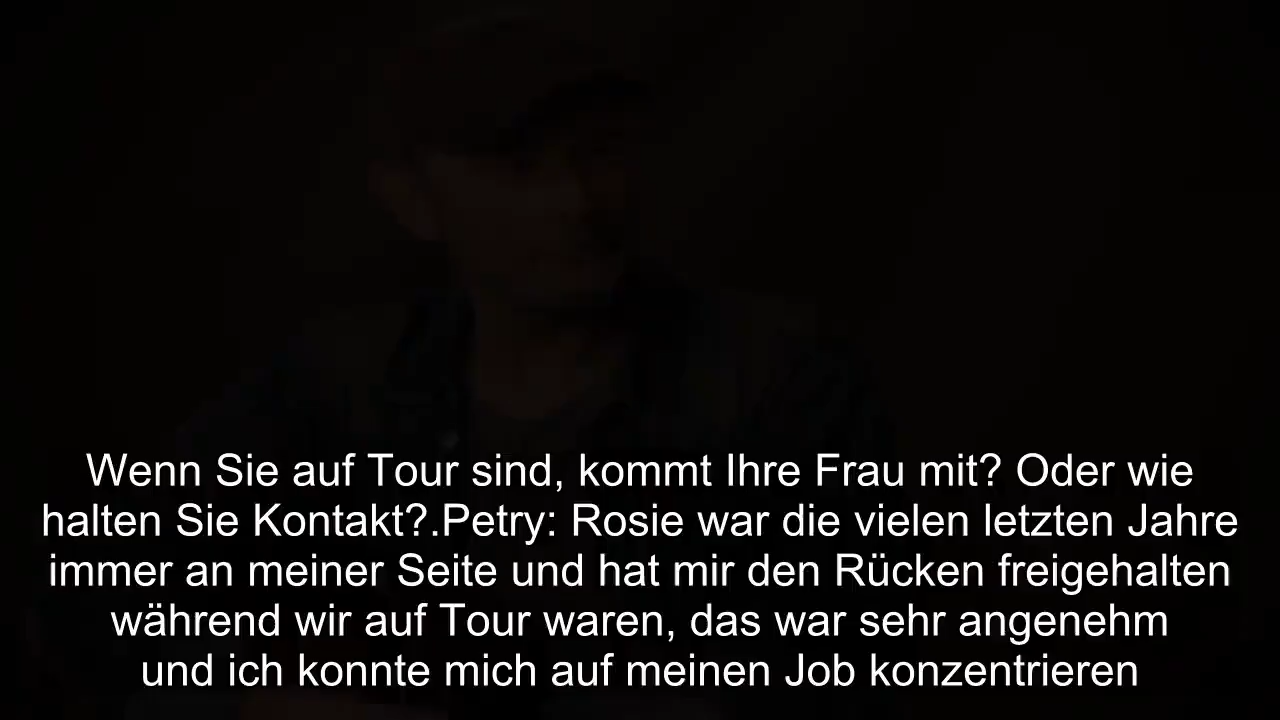 Wenn Sie auf Tour sind, kommt Ihre Frau mit? Oder wie
halten Sie Kontakt?.Petry: Rosie war die vielen letzten Jahre
immer an meiner Seite und hat mir den Rücken freigehalten
während wir auf Tour waren, das war sehr angenehm
und ich konnte mich auf meinen Job konzentrieren